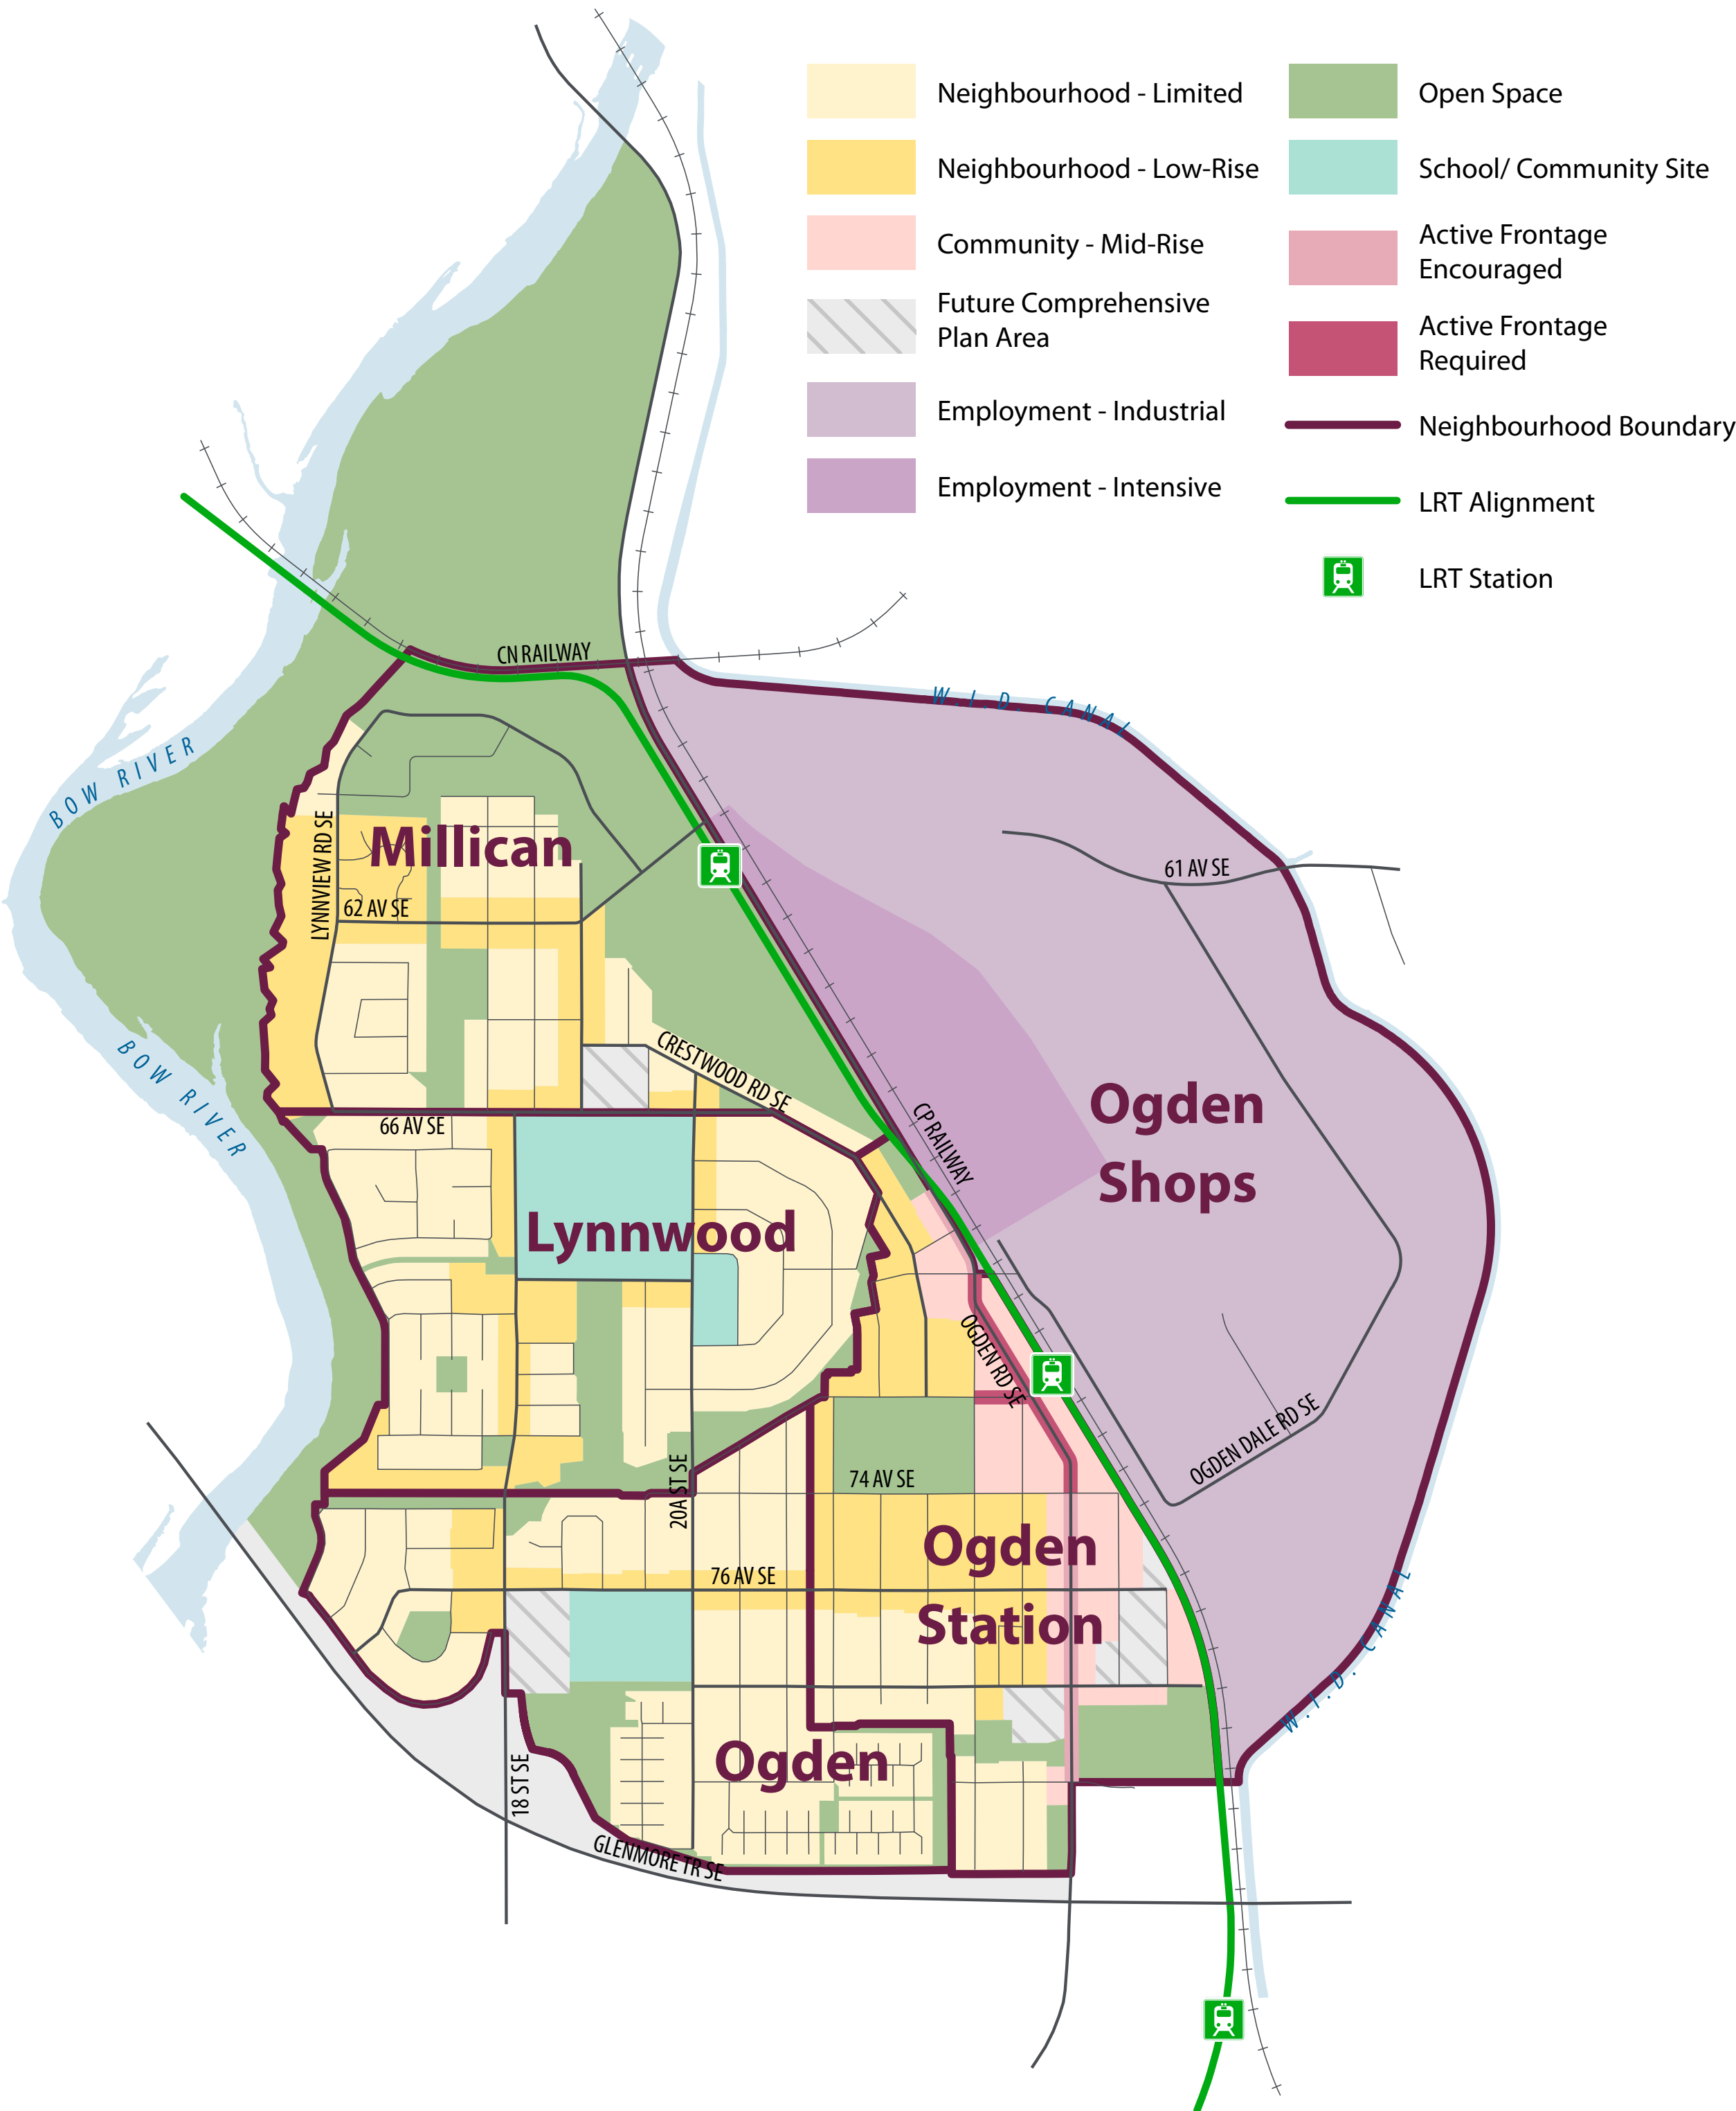 Neighbourhood - Limited
Neighbourhood - Low-Rise
Community - Mid-Rise
Future Comprehensive
Plan Area
Employment - Industrial
Employment - Intensive
Open Space
School/ Community Site
Active Frontage
Encouraged
Active Frontage
Required
Neighbourhood Boundary
LRT Alignment
LRT Station
CN RAILWAY
W.I.D. CANAL
BOW RIVER
LYNNVIEW RD SE
Millican
62 AV SE
61 AV SE
BOW RIVER
CRESTWOOD RD SE
CP RAILWAY
Ogden
Shops
66 AV SE
Lynnwood
OGDEN RD SE
OGDEN DALE RD SE
20A ST SE
74 AV SE
Ogden
Station
76 AV SE
W.I.D. CANAL
Ogden
18 ST SE
GLENMORE TR SE